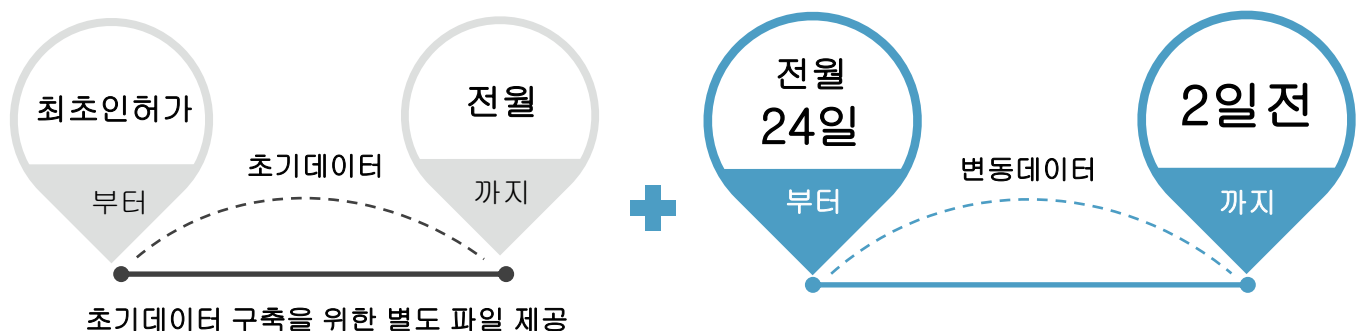 최초인허가
부터
초기데이터
전월
까지
초기데이터 구축을 위한 별도 파일 제공
전월
24일
부터
변동데이터
2일전
까지